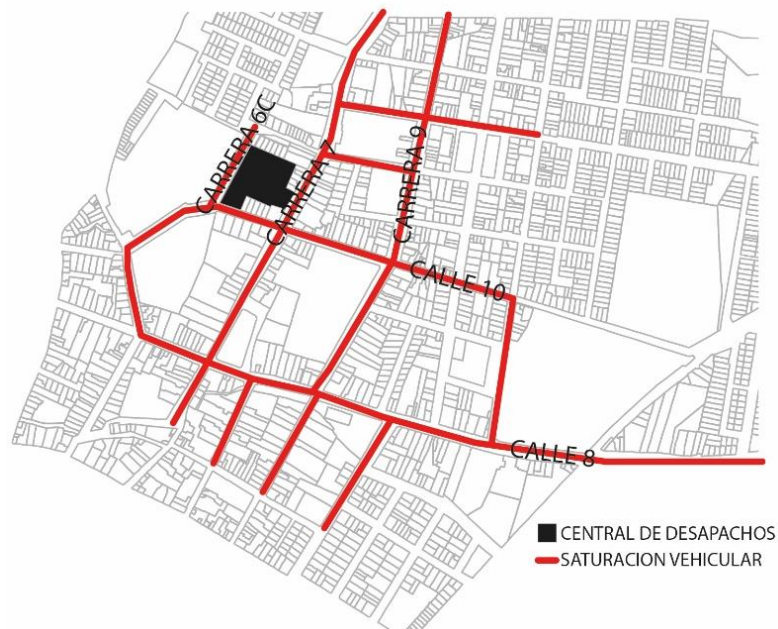 CARRERA 6C
CARRERA 7
CARRERA 9
CALLE 10
CALLE 8
CENTRAL DE DESAPACHOS
SATURACION VEHICULAR